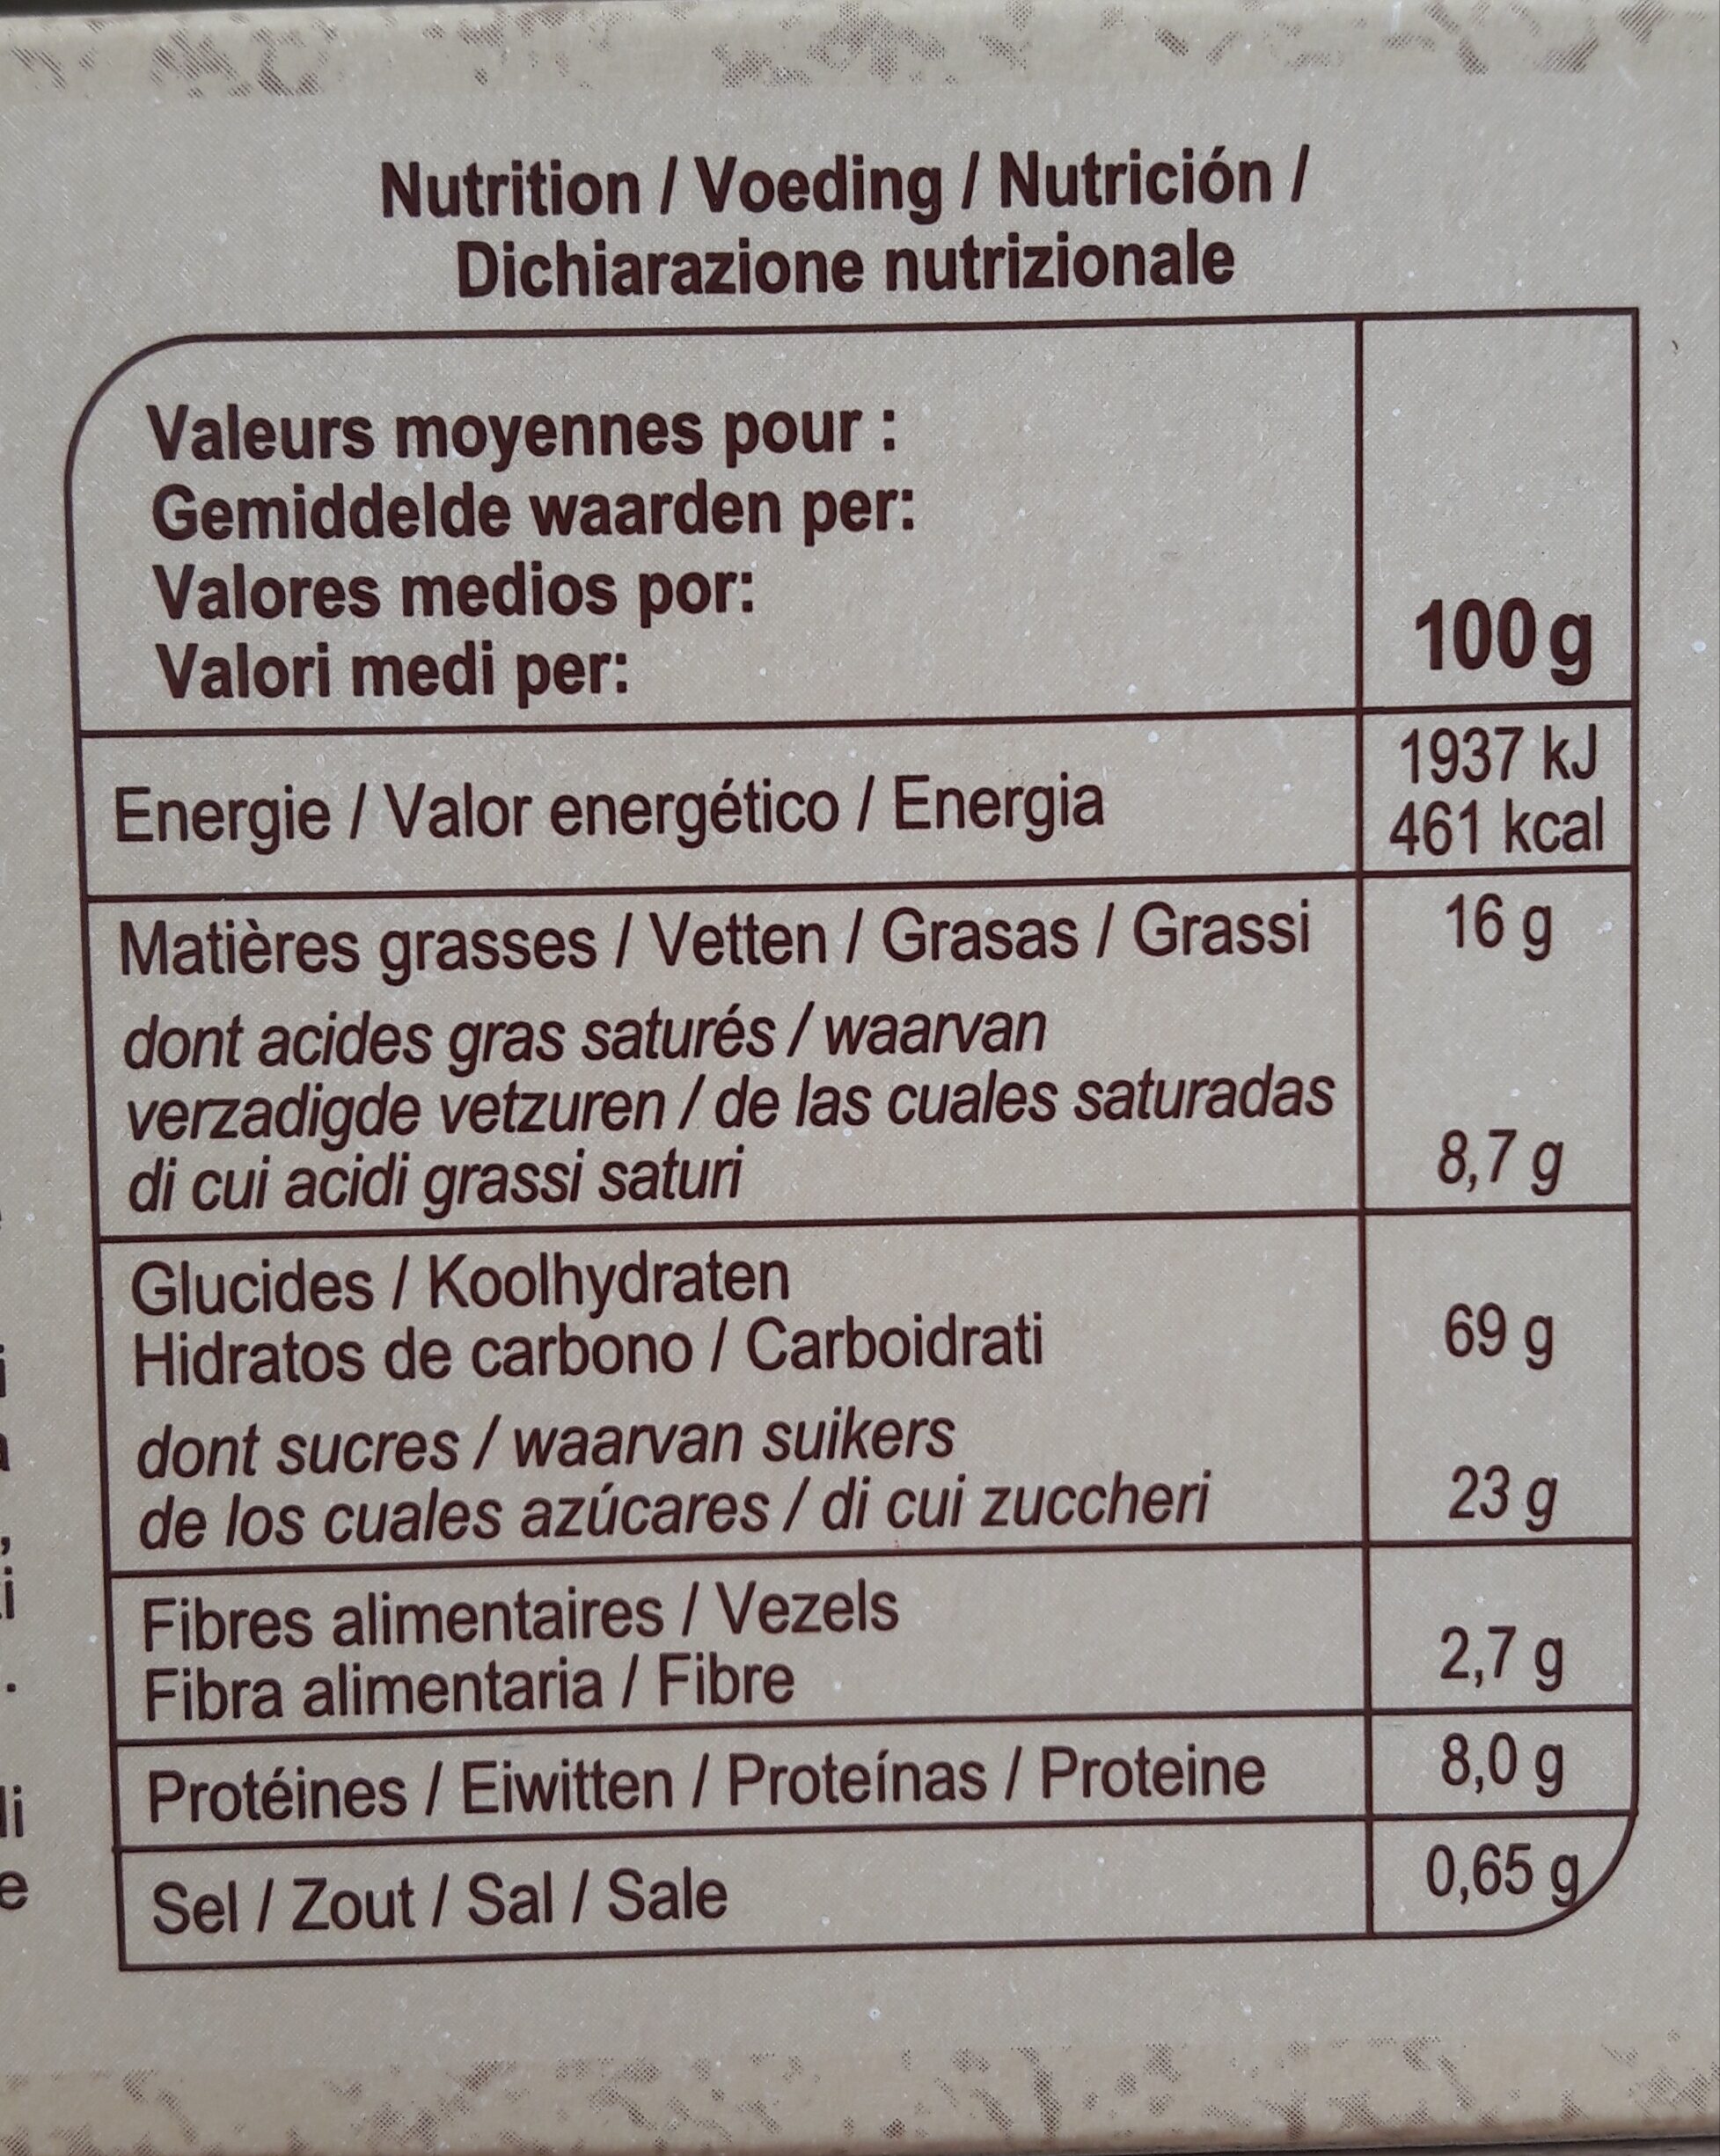 Nutrition / Voeding / Nutrición /
Dichiarazione nutrizionale
Valeurs moyennes pour :
Gemiddelde waarden per:
Valores medios por:
Valori medi per:
100 g
Energie / Valor energético / Energia
1937 kJ
461 kcal
Matières grasses / Vetten / Grasas / Grassi
16 g
dont acides gras saturés / waarvan
verzadigde vetzuren / de las cuales saturadas
di cui acidi grassi saturi
8,7 g
Glucides / Koolhydraten
Hidratos de carbono / Carboidrati
69 g
dont sucres / waarvan suikers
de los cuales azúcares / di cui zuccheri
23 g
Fibres alimentaires / Vezels
Fibra alimentaria / Fibre
2,7 g
Protéines / Eiwitten / Proteínas / Proteine
8,0 g
Sel / Zout / Sal / Sale
0,65 g